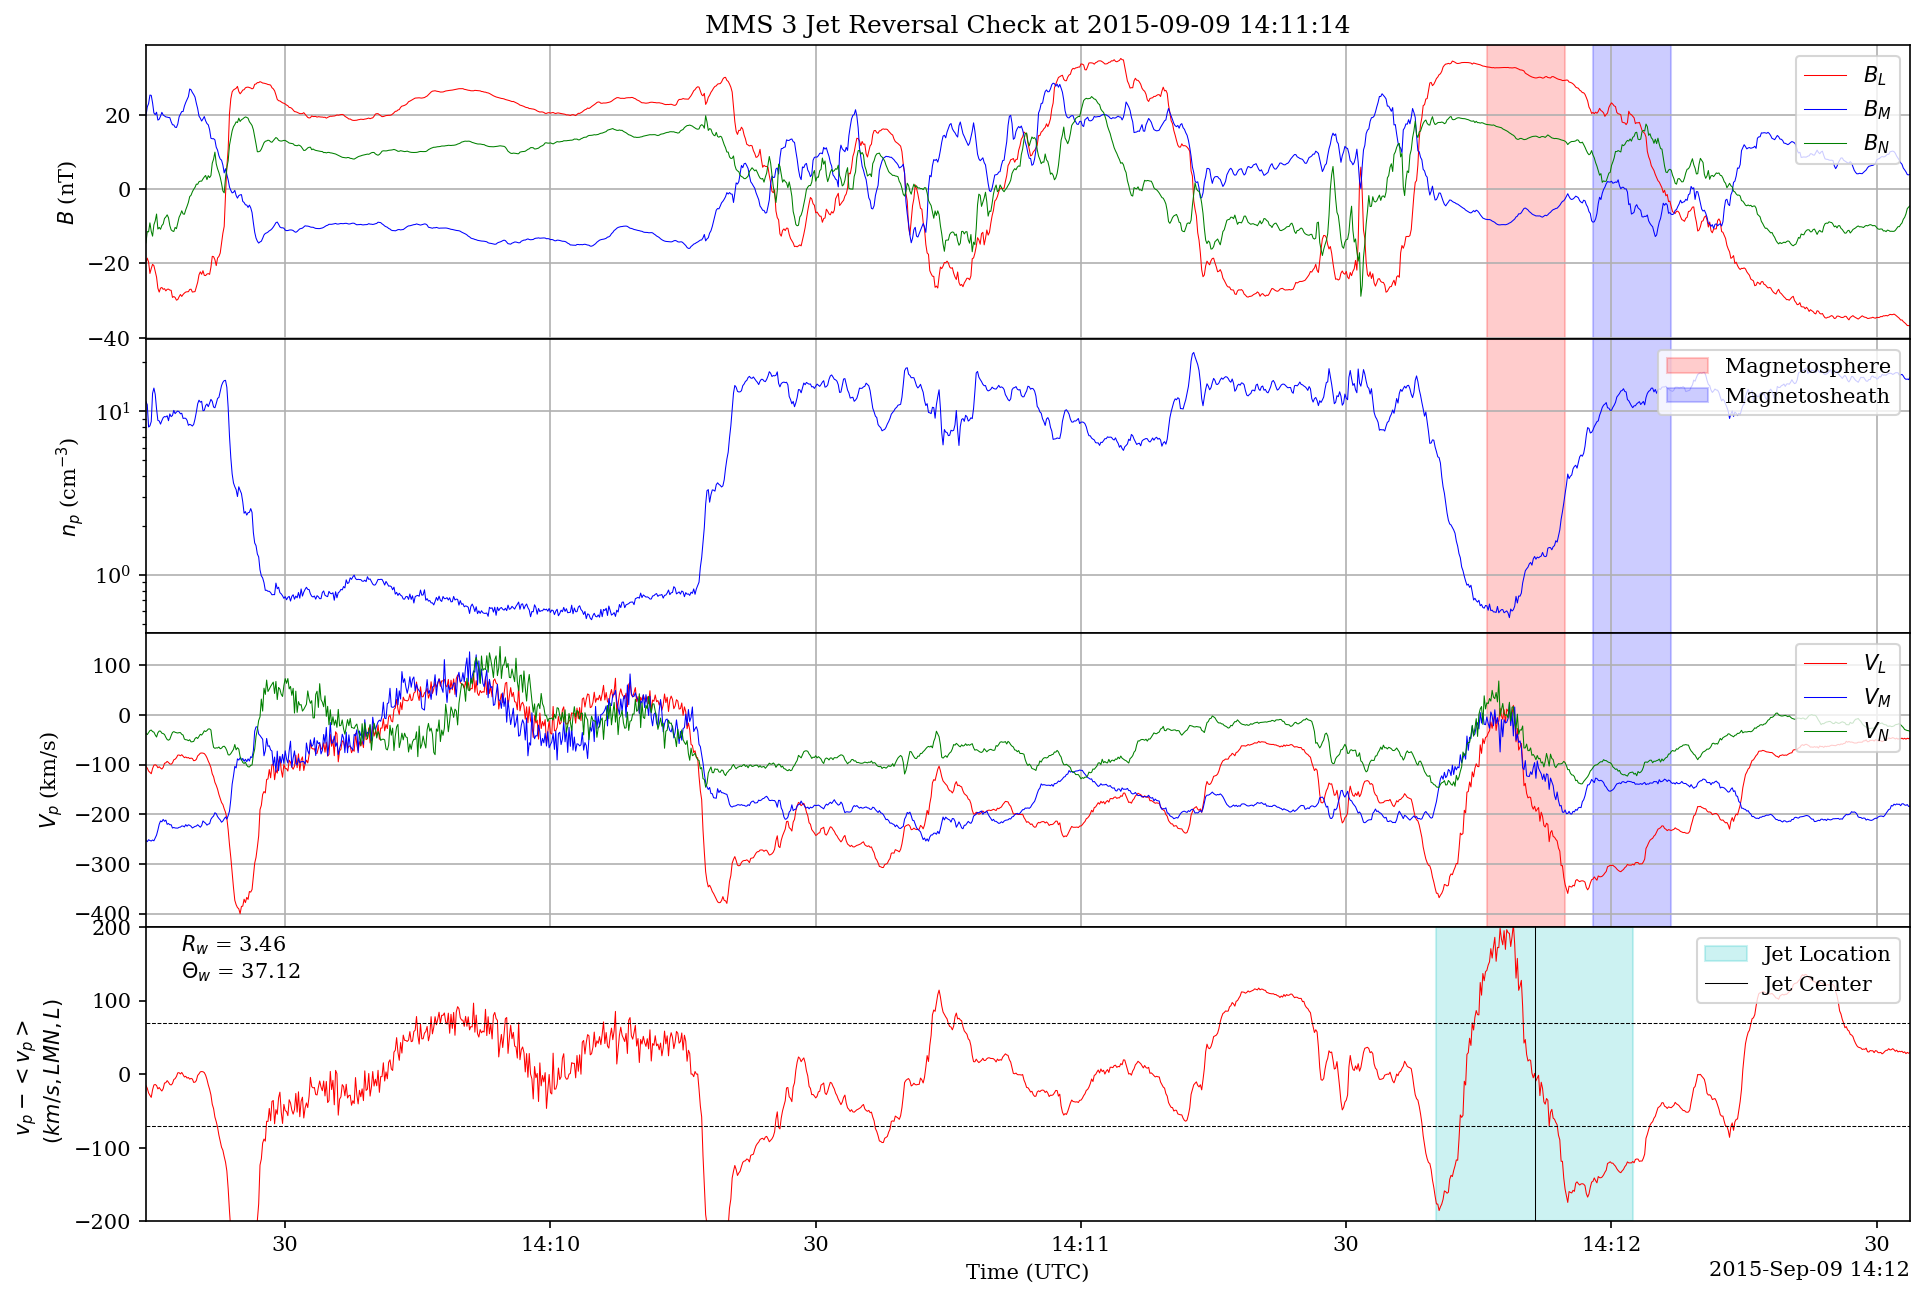 MMS 3 Jet Reversal Check at 2015-09-09 14:11:14
B (nT)
20
0
−20
−40
B_L
B_M
B_N
n_p (cm^{−3})
10^1
10^0
Magnetosphere
Magnetosheath
V_p (km/s)
100
0
−100
−200
−300
−400
V_L
V_M
V_N
v_p − < v_p >
(km/s, LMN, L)
200
100
0
−100
−200
R_w = 3.46
Θ_w = 37.12
Jet Location
Jet Center
30 14:10 30 14:11 30 14:12 30
Time (UTC)
2015-Sep-09 14:12